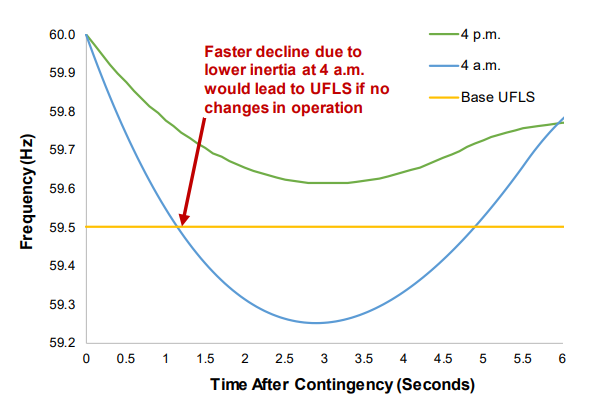 60.0
59.9
59.8
59.7
59.6
59.5
59.4
59.3
59.2
Frequency (Hz)
Faster decline due to
lower inertia at 4 a.m.
would lead to UFLS if no
changes in operation
4 p.m.
4 a.m.
Base UFLS
0 0.5 1 1.5 2 2.5 3 3.5 4 4.5 5 5.5 6
Time After Contingency (Seconds)